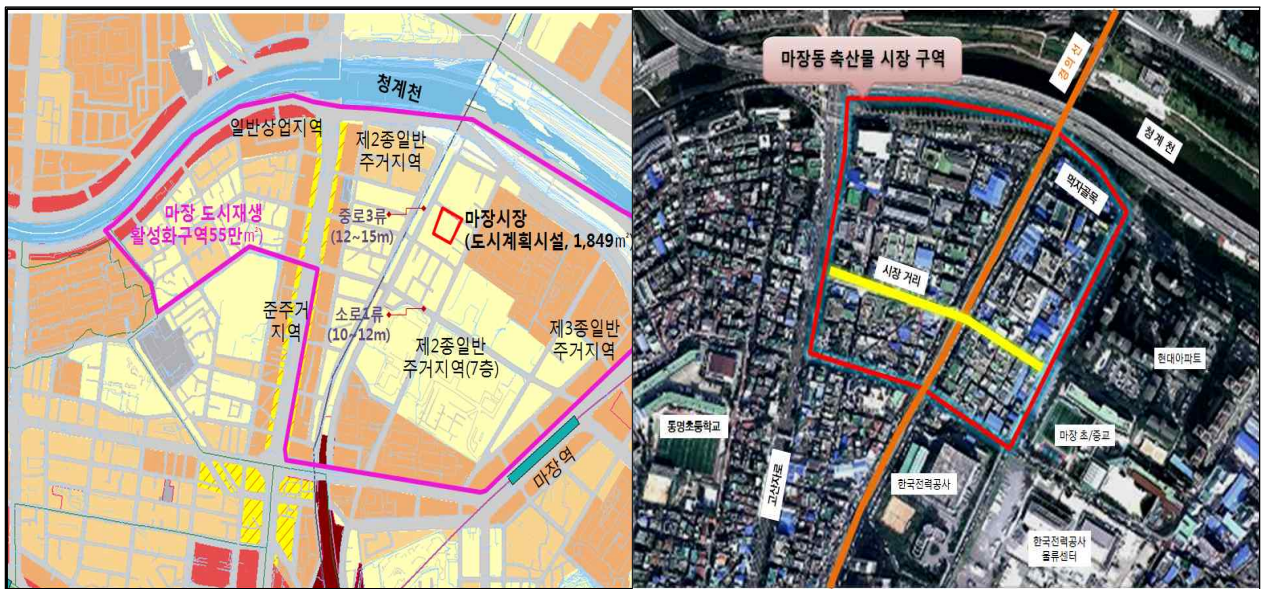 청계천
일반상업지역
제2종일반
주거지역
마장 도시재생
활성화구역55만㎡
중로3류
(12~15m)
마장시장
(도시계획시설, 1,849㎡)
준주거
지역
소로1류
(10~12m)
제2종일반
주거지역(7층)
제3종일반
주거지역
마장역
마장동 축산물 시장 구역
경의선
청계천
먹자골목
시장 거리
현대아파트
통명초등학교
마장 초/중교
고산자로
한국전력공사
한국전력공사
물류센터